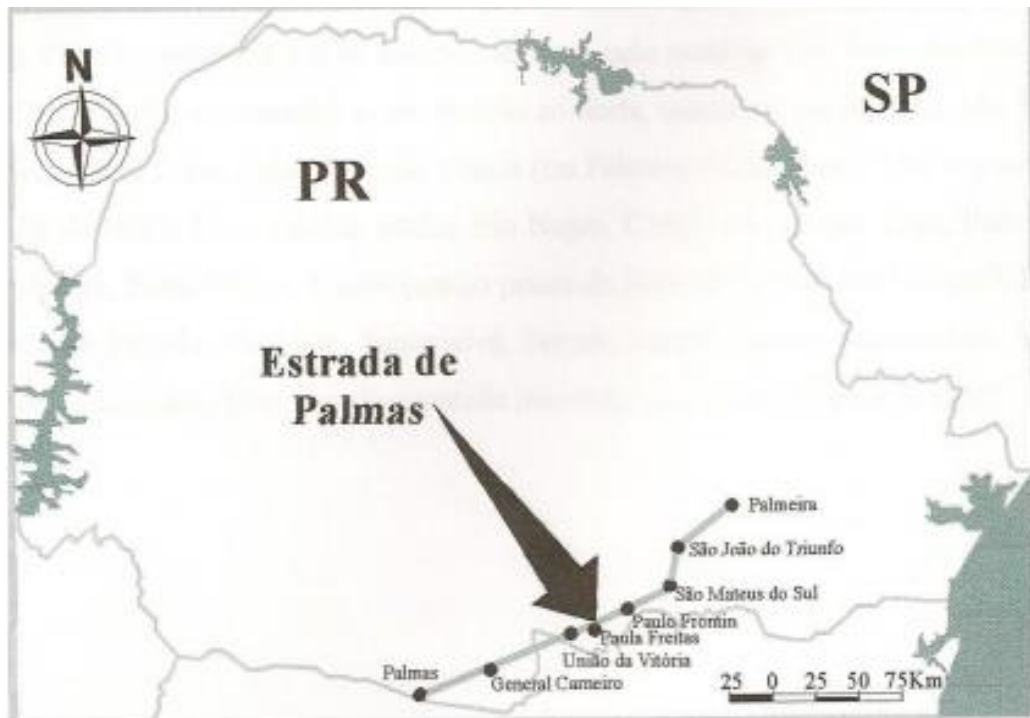 N
SP
PR
Estrada de
Palmas
Palmeira
São João do Triunfo
São Mateus do Sul
Paulo Frontin
Paula Freitas
União da Vitória
Palmas
General Carneiro
25 0 25 50 75Km